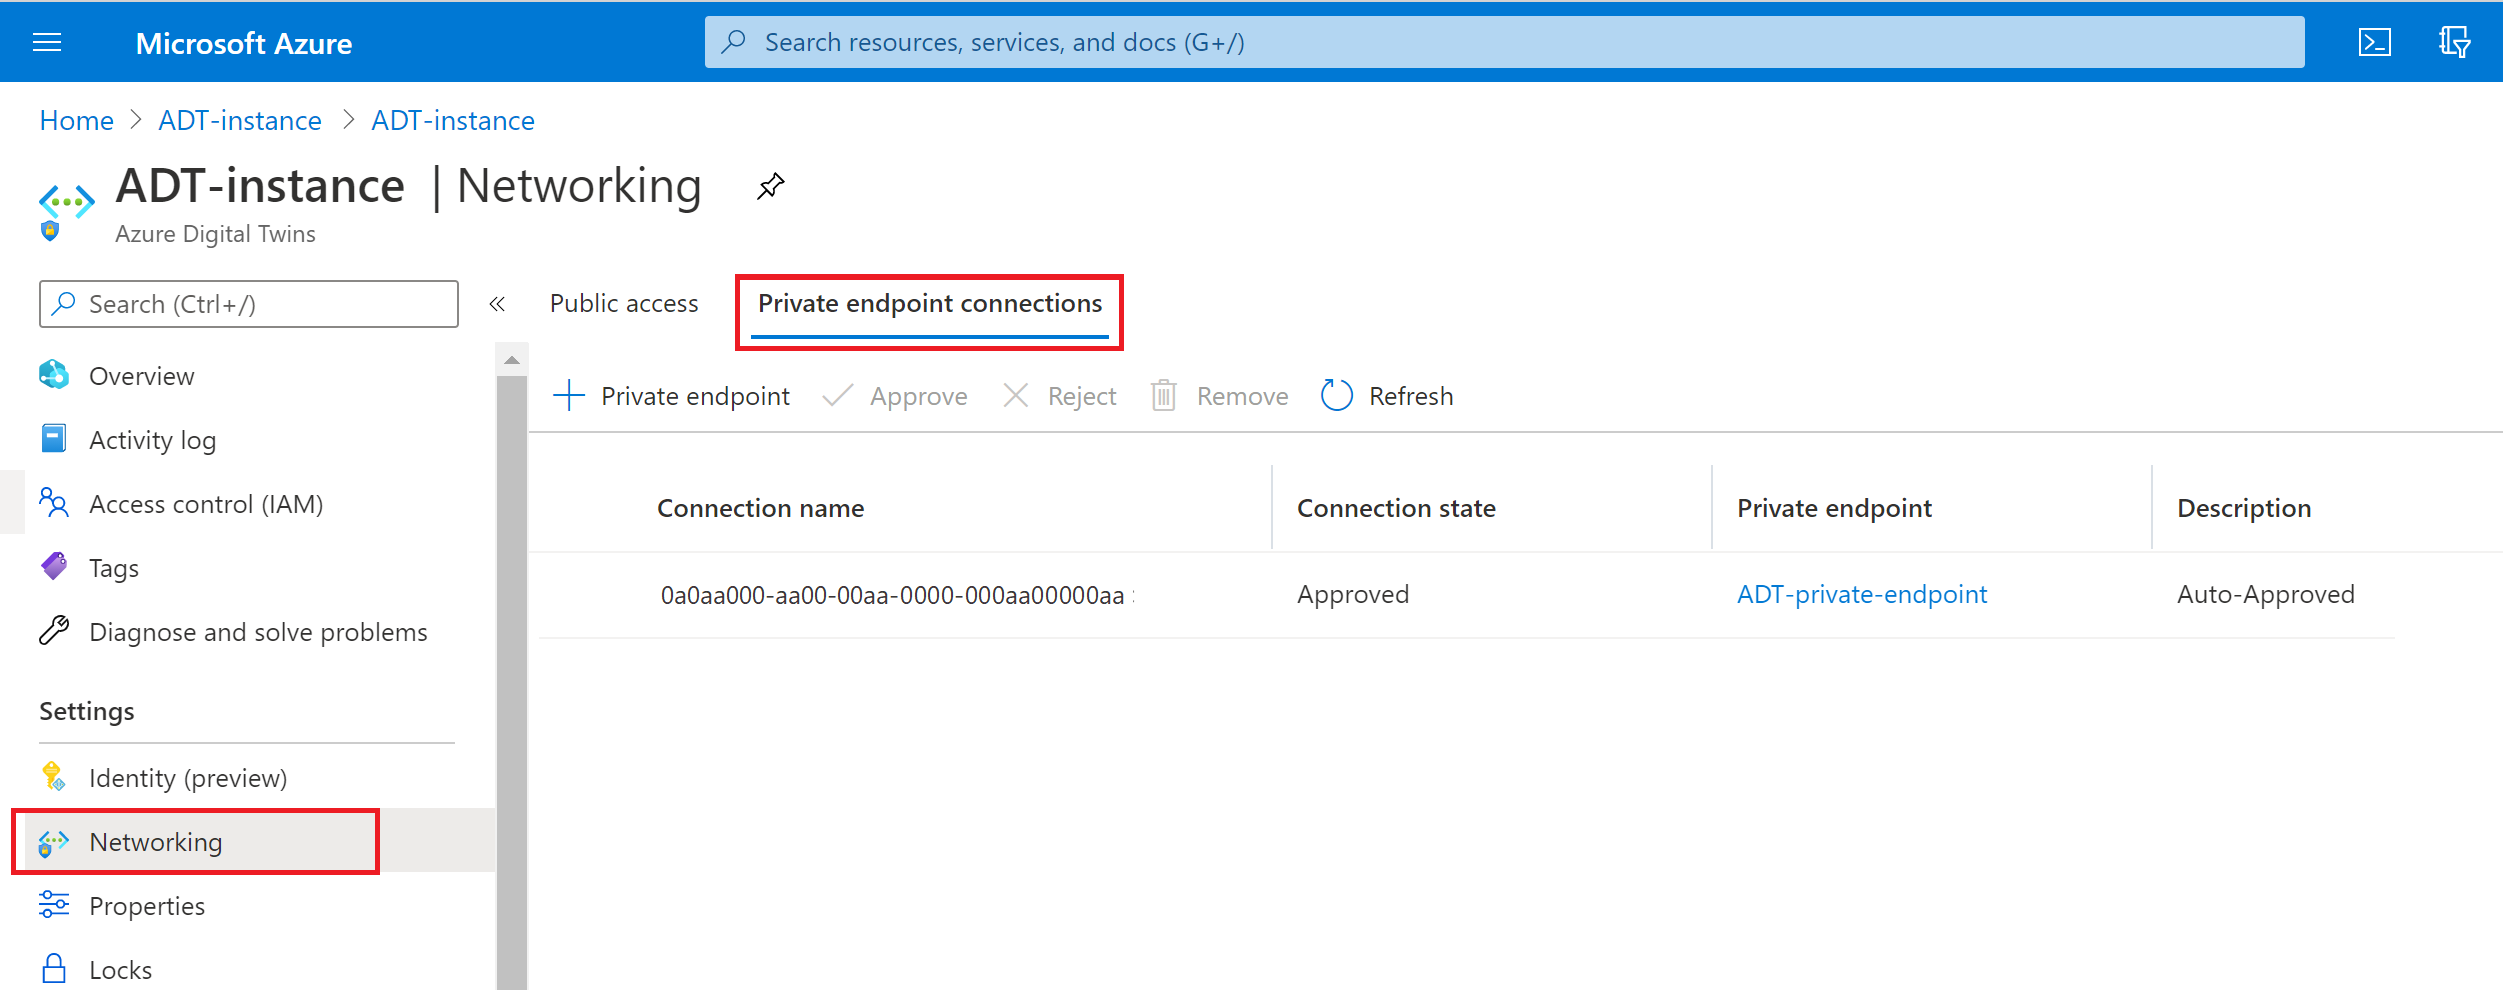 Microsoft Azure
Search resources, services, and docs (G+/)
Home > ADT-instance > ADT-instance
ADT-instance | Networking
Azure Digital Twins
Search (Ctrl+/)
Overview
Activity log
Access control (IAM)
Tags
Diagnose and solve problems
Settings
Identity (preview)
Networking
Properties
Locks
Public access Private endpoint connections
Private endpoint Approve Reject Remove Refresh
Connection name Connection state Private endpoint Description
0a0aa000-aa00-00aa-0000-000aa00000aa Approved ADT-private-endpoint Auto-Approved